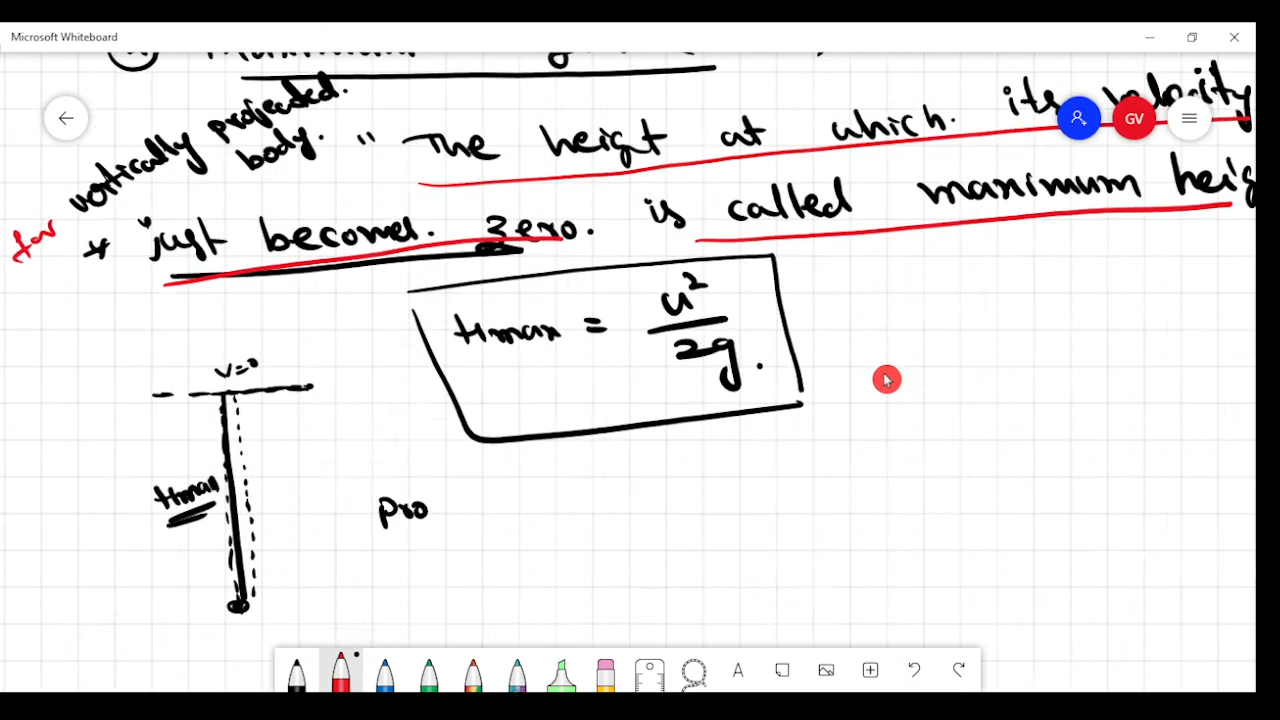 Microsoft Whiteboard
vertically projected.
body. " The height at which. its velocity
GV
for * just becomes. Zero. is called maximum heig
Hmax = u²/2g.
v=0
Hmax
pro